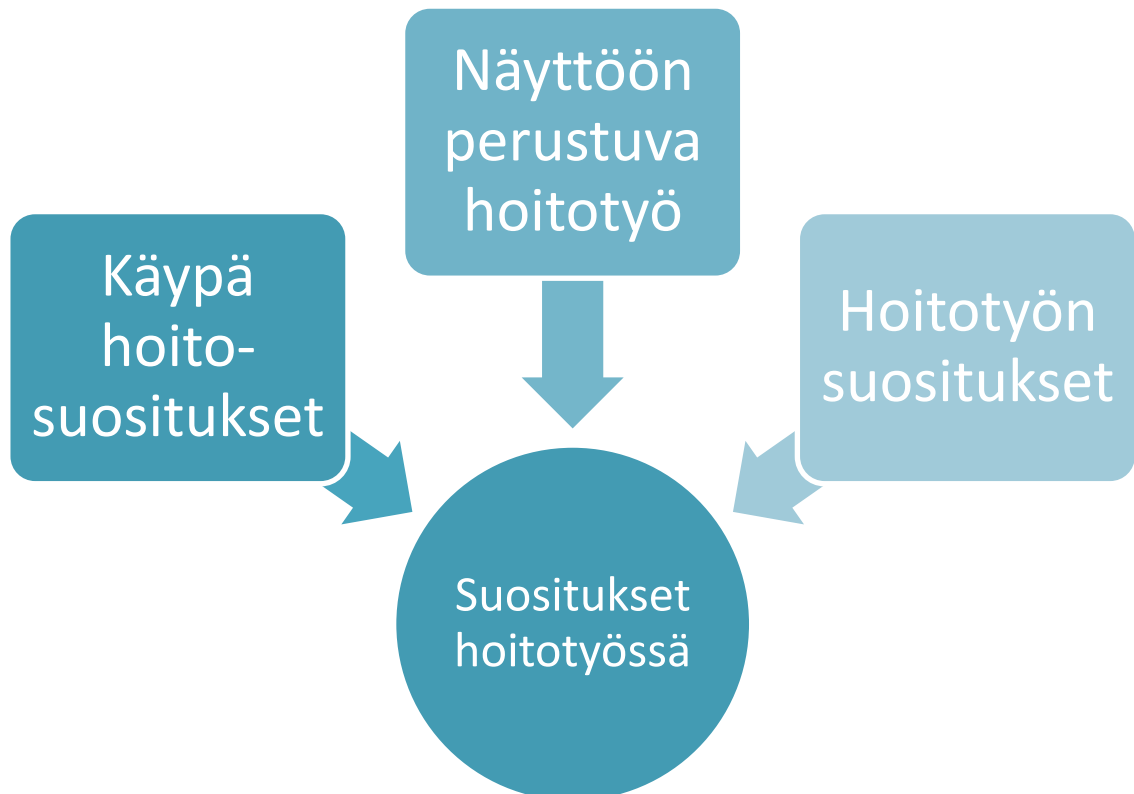 Näyttöön
perustuva
hoitotyö
Käypä
hoito-
suositukset
Hoitotyön
suositukset
Suositukset
hoitotyössä